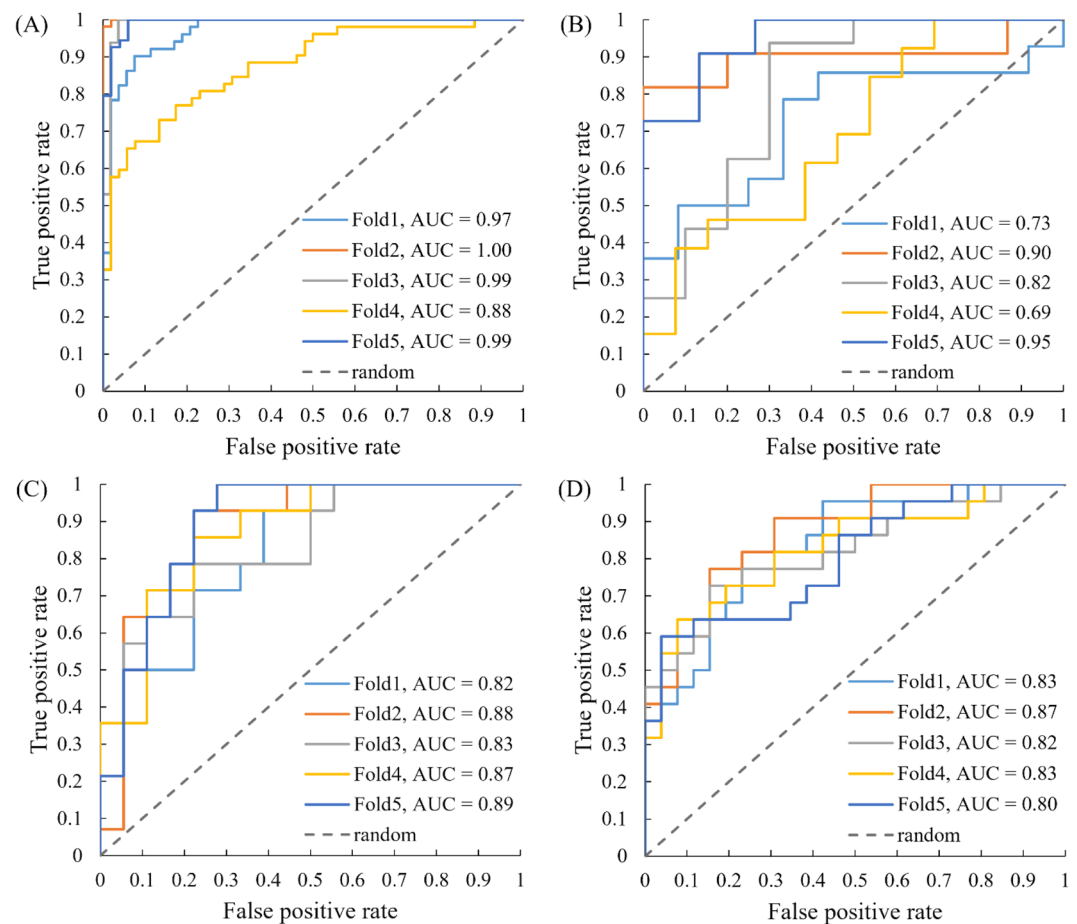 (A)
True positive rate
1
0.9
0.8
0.7
0.6
0.5
0.4
0.3
0.2
0.1
0
Fold1, AUC = 0.97
Fold2, AUC = 1.00
Fold3, AUC = 0.99
Fold4, AUC = 0.88
Fold5, AUC = 0.99
random
0 0.1 0.2 0.3 0.4 0.5 0.6 0.7 0.8 0.9 1
False positive rate
(B)
True positive rate
1
0.9
0.8
0.7
0.6
0.5
0.4
0.3
0.2
0.1
0
Fold1, AUC = 0.73
Fold2, AUC = 0.90
Fold3, AUC = 0.82
Fold4, AUC = 0.69
Fold5, AUC = 0.95
random
0 0.1 0.2 0.3 0.4 0.5 0.6 0.7 0.8 0.9 1
False positive rate
(C)
True positive rate
1
0.9
0.8
0.7
0.6
0.5
0.4
0.3
0.2
0.1
0
Fold1, AUC = 0.82
Fold2, AUC = 0.88
Fold3, AUC = 0.83
Fold4, AUC = 0.87
Fold5, AUC = 0.89
random
0 0.1 0.2 0.3 0.4 0.5 0.6 0.7 0.8 0.9 1
False positive rate
(D)
True positive rate
1
0.9
0.8
0.7
0.6
0.5
0.4
0.3
0.2
0.1
0
Fold1, AUC = 0.83
Fold2, AUC = 0.87
Fold3, AUC = 0.82
Fold4, AUC = 0.83
Fold5, AUC = 0.80
random
0 0.1 0.2 0.3 0.4 0.5 0.6 0.7 0.8 0.9 1
False positive rate